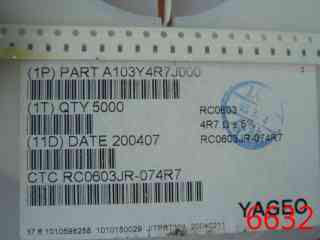 (1P) PART A103Y4R7J000
(1T) QTY 5000
RC0603
4R7 Ω ± 5%
(11D) DATE 200407
RC0603JR-074R7
CTC RC0603JR-074R7
YAGEO
6632